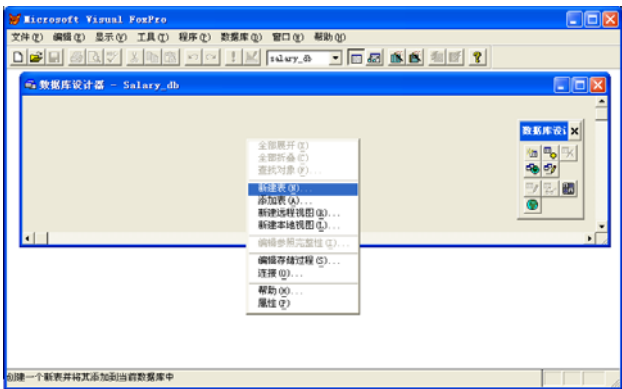 Microsoft Visual FoxPro
文件(F) 编辑(E) 显示(V) 工具(T) 程序(P) 数据库(D) 窗口(W) 帮助(H)
salary_db
数据库设计器 - Salary_db
数据库设计
全部展开(X)
全部折叠(C)
查找对象(F)...
新建表(N)...
添加表(A)...
新建远程视图(R)...
新建本地视图(L)...
编辑参照完整性(I)...
编辑存储过程(S)...
连接(O)...
帮助(H)...
属性(P)
创建一个新表并将其添加到当前数据库中